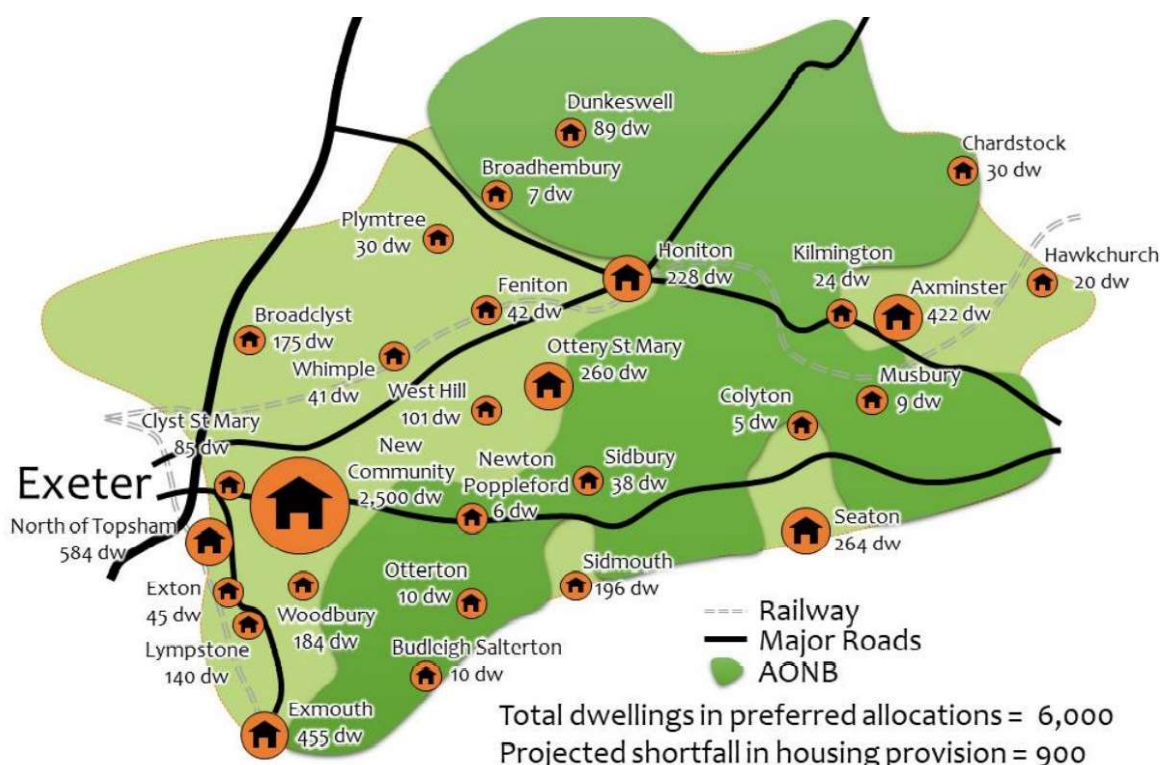 Dunkeswell
89 dw
Chardstock
30 dw
Broadhembury
7 dw
Plymtree
30 dw
Honiton
228 dw
Kilmington
24 dw
Hawkchurch
20 dw
Feniton
42 dw
Axminster
422 dw
Broadclyst
175 dw
Whimple
41 dw
Ottery St Mary
260 dw
West Hill
101 dw
Musbury
9 dw
Colyton
5 dw
Clyst St Mary
85 dw
New
Community
2,500 dw
Newton
Poppleford
6 dw
Sidbury
38 dw
Exeter
North of Topsham
584 dw
Seaton
264 dw
Exton
45 dw
Woodbury
184 dw
Otterton
10 dw
Sidmouth
196 dw
Lympstone
140 dw
Budleigh Salterton
10 dw
Exmouth
455 dw
Railway
Major Roads
AONB
Total dwellings in preferred allocations = 6,000
Projected shortfall in housing provision = 900